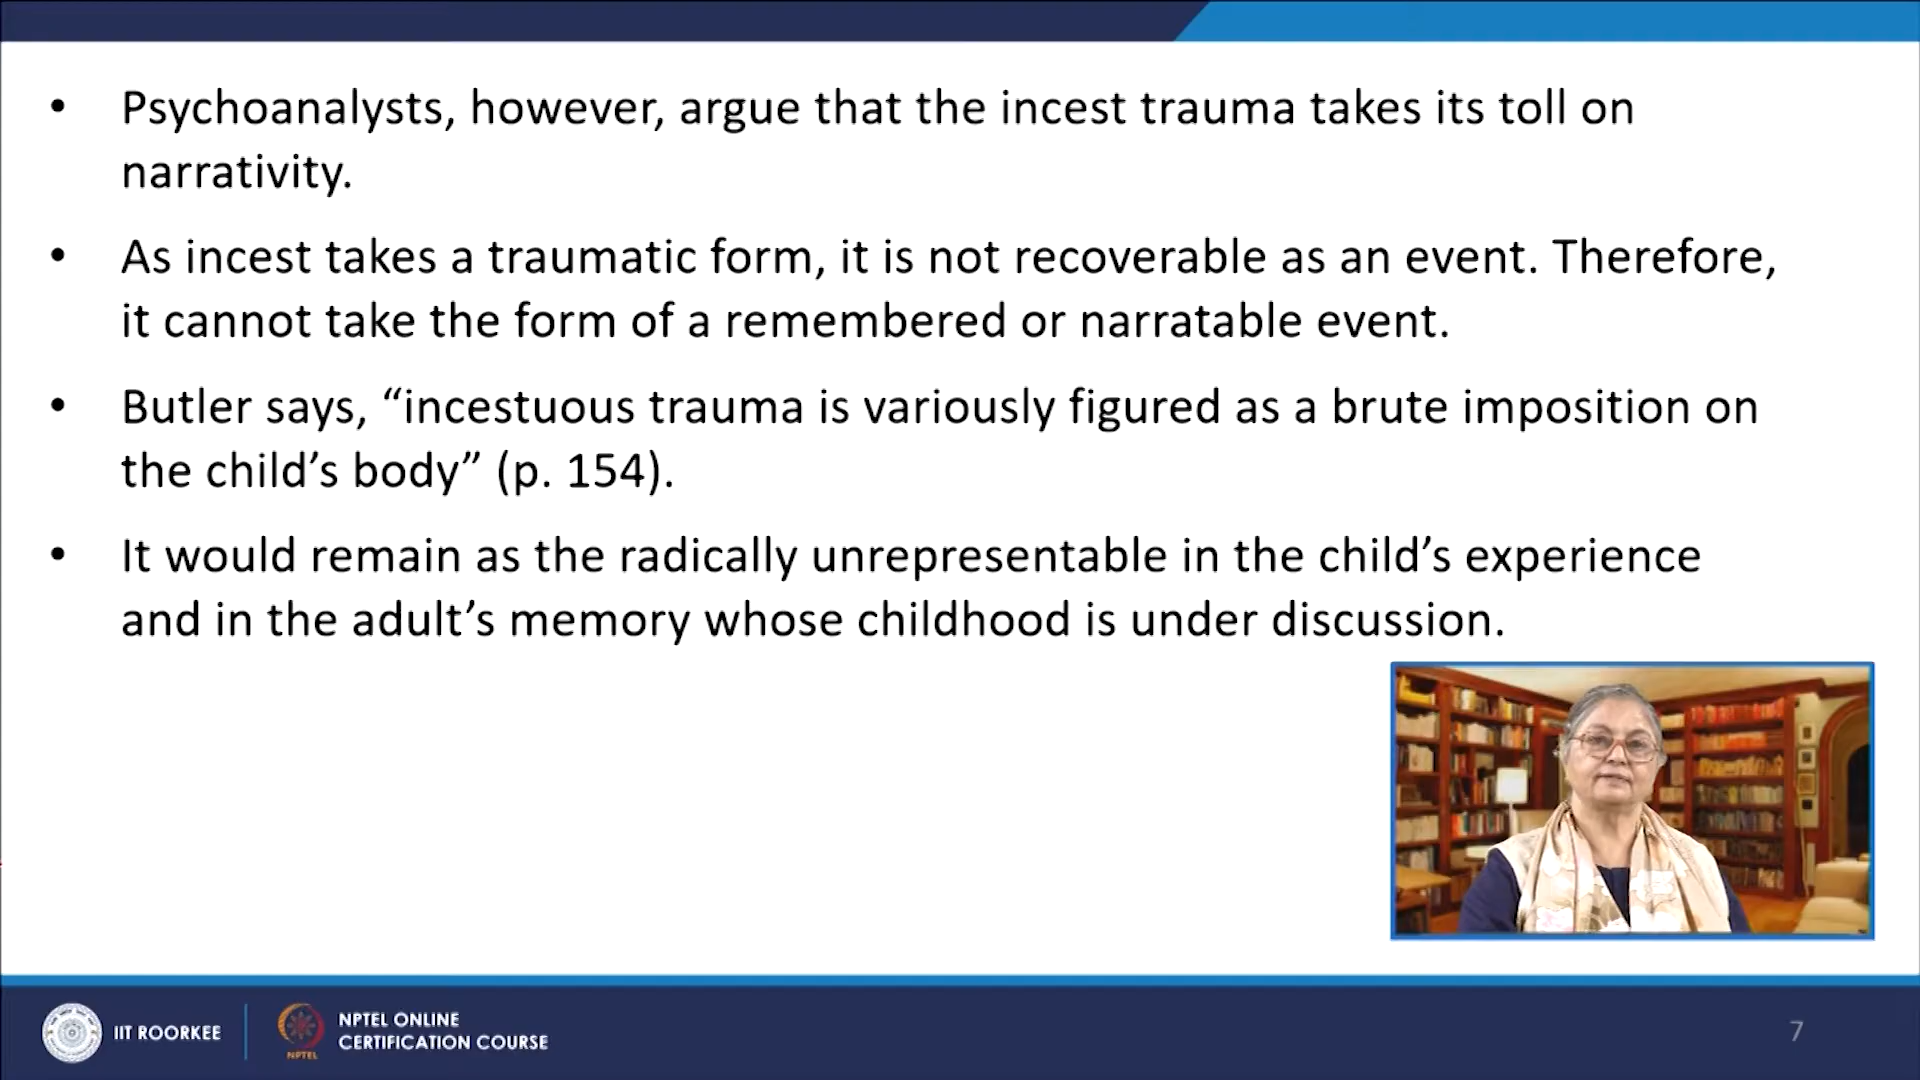 • Psychoanalysts, however, argue that the incest trauma takes its toll on
narrativity.
• As incest takes a traumatic form, it is not recoverable as an event. Therefore,
it cannot take the form of a remembered or narratable event.
• Butler says, “incestuous trauma is variously figured as a brute imposition on
the child’s body” (p. 154).
• It would remain as the radically unrepresentable in the child’s experience
and in the adult’s memory whose childhood is under discussion.
IIT ROORKEE
NPTEL
NPTEL ONLINE
CERTIFICATION COURSE
7